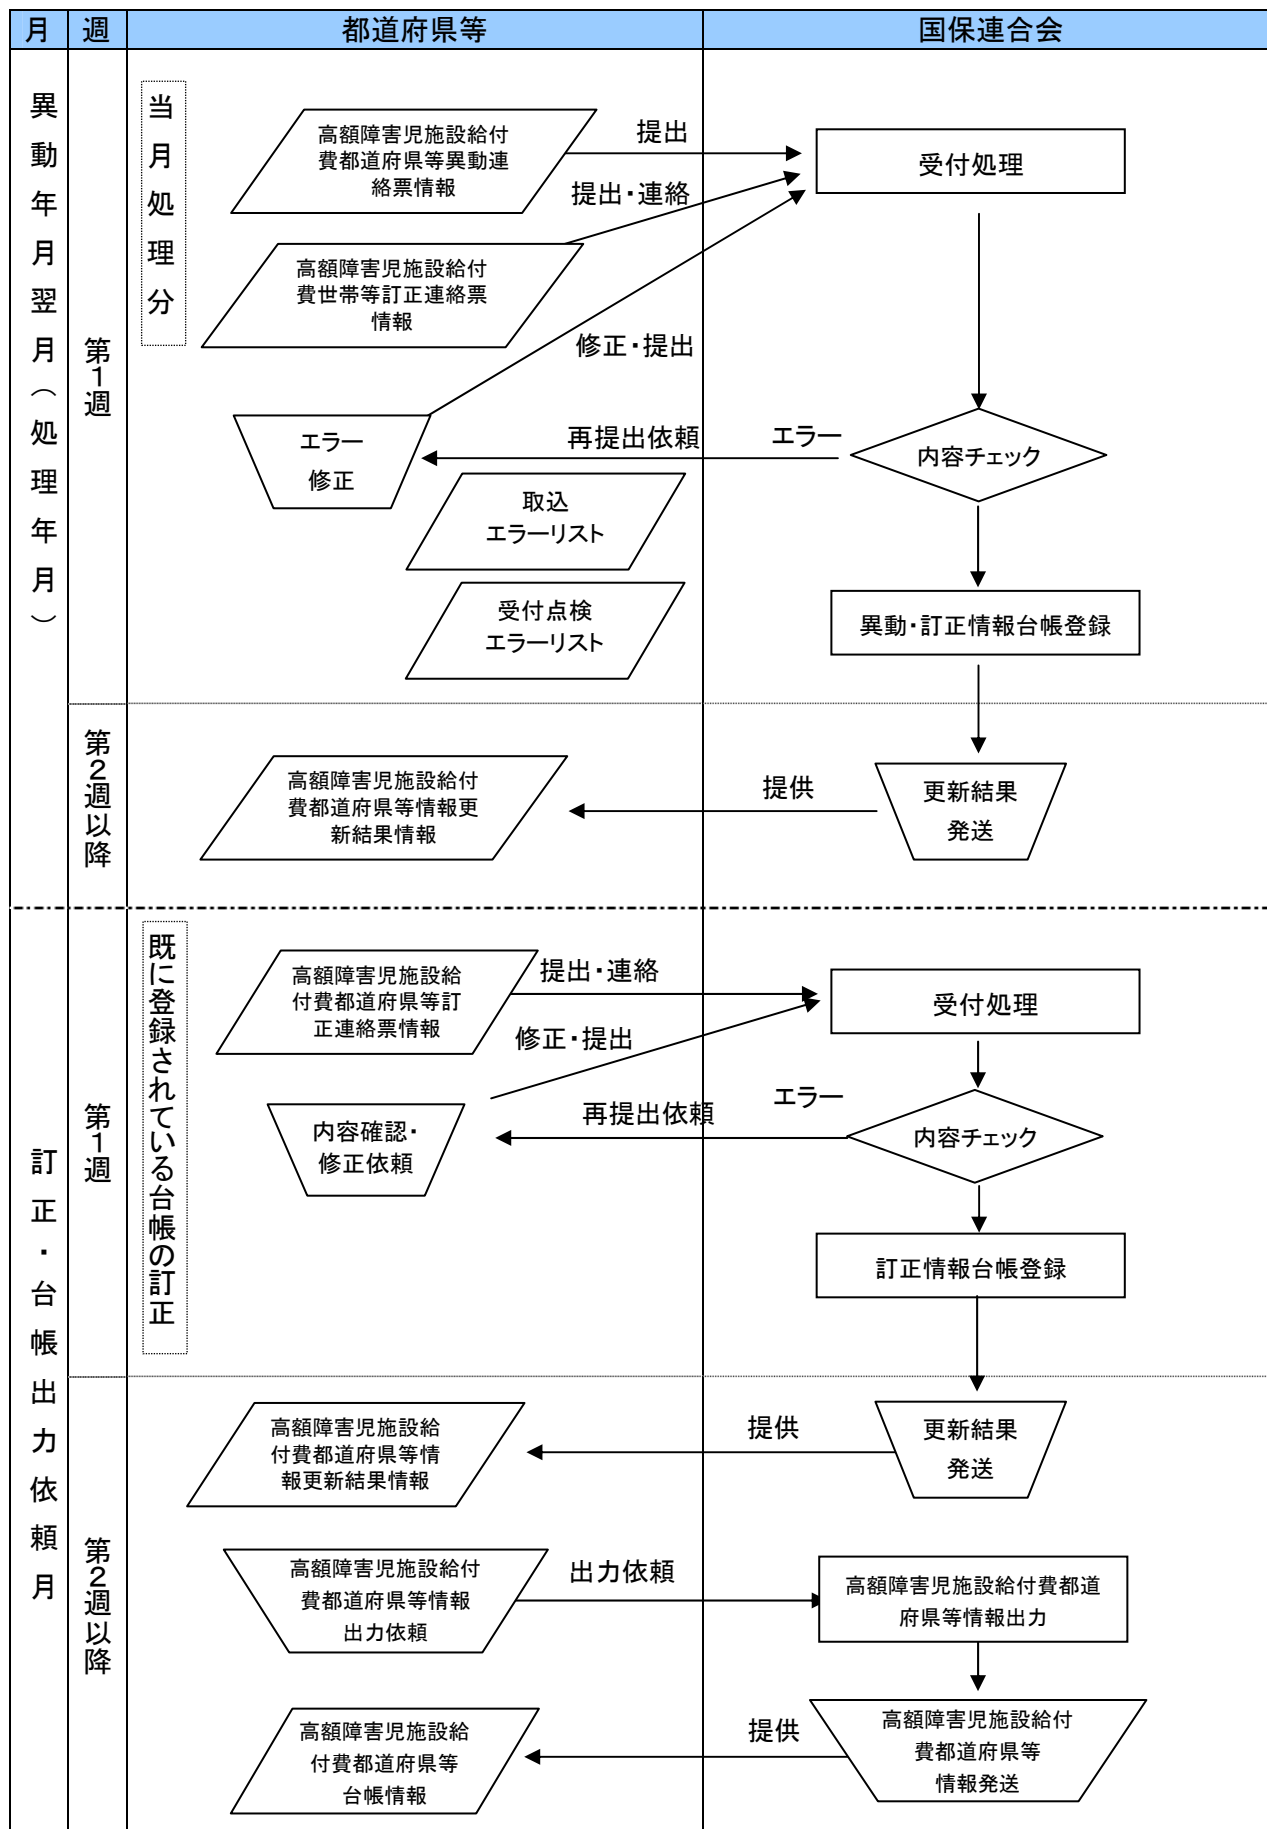 月 週 都道府県等 国保連合会
異動年月翌月（処理年月）
第1週
当月処理分
高額障害児施設給付
費都道府県等異動連
絡票情報
提出
受付処理
提出・連絡
高額障害児施設給付
費世帯等訂正連絡票
情報
修正・提出
エラー
修正
再提出依頼
エラー
内容チェック
取込
エラーリスト
受付点検
エラーリスト
異動・訂正情報台帳登録
第2週以降
高額障害児施設給付
費都道府県等情報更
新結果情報
提供
更新結果
発送
訂正・台帳出力依頼月
第1週
既に登録されている台帳の訂正
高額障害児施設給
付費都道府県等訂
正連絡票情報
提出・連絡
受付処理
修正・提出
内容確認・
修正依頼
再提出依頼
エラー
内容チェック
訂正情報台帳登録
第2週以降
高額障害児施設給
付費都道府県等情
報更新結果情報
提供
更新結果
発送
高額障害児施設給付
費都道府県等情報
出力依頼
出力依頼
高額障害児施設給付費都道
府県等情報出力
高額障害児施設給
付費都道府県等
台帳情報
提供
高額障害児施設給付
費都道府県等
情報発送